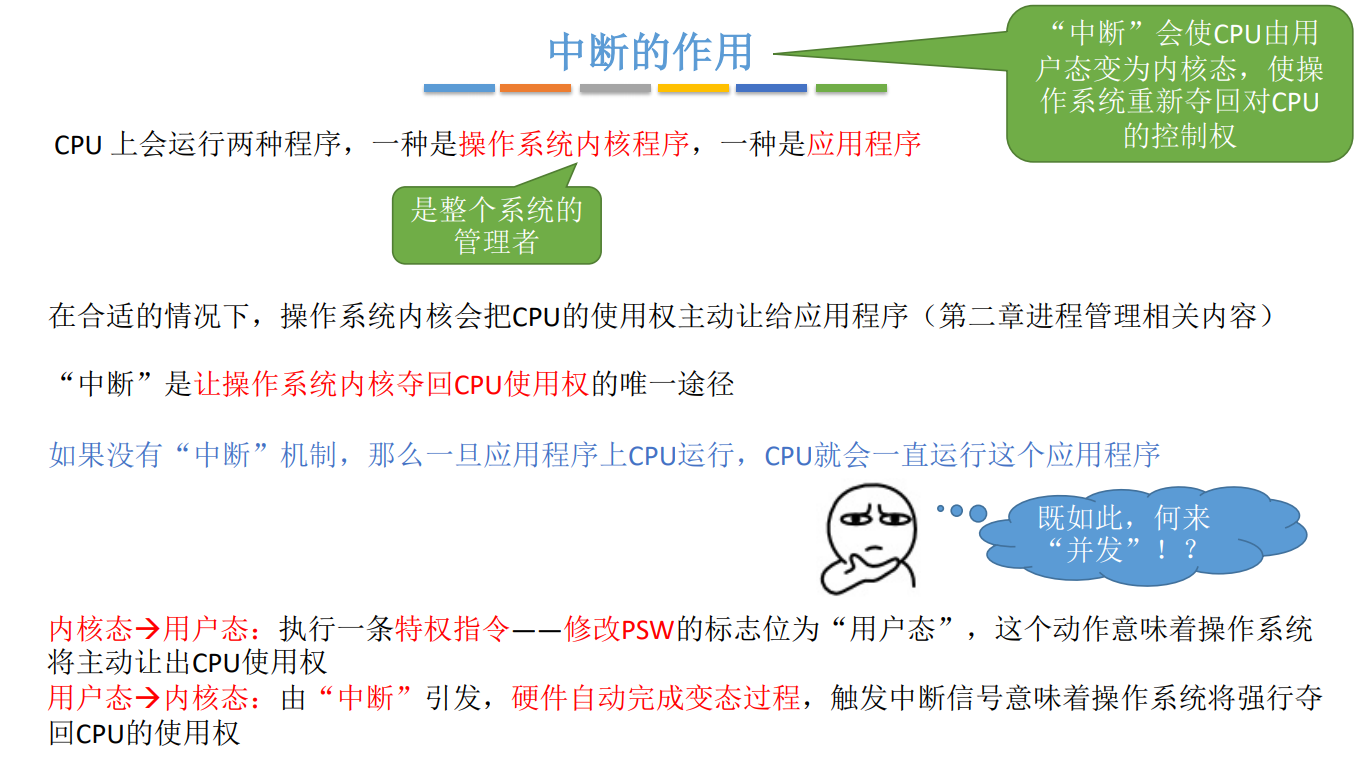 中断的作用
“中断”会使CPU由用
户态变为内核态，使操
作系统重新夺回对CPU
的控制权
CPU 上会运行两种程序，一种是操作系统内核程序，一种是应用程序
是整个系统的
管理者
在合适的情况下，操作系统内核会把CPU的使用权主动让给应用程序（第二章进程管理相关内容）
“中断”是让操作系统内核夺回CPU使用权的唯一途径
如果没有“中断”机制，那么一旦应用程序上CPU运行，CPU就会一直运行这个应用程序
既如此，何来
“并发”！？
内核态→用户态：执行一条特权指令——修改PSW的标志位为“用户态”，这个动作意味着操作系统
将主动让出CPU使用权
用户态→内核态：由“中断”引发，硬件自动完成变态过程，触发中断信号意味着操作系统将强行夺
回CPU的使用权